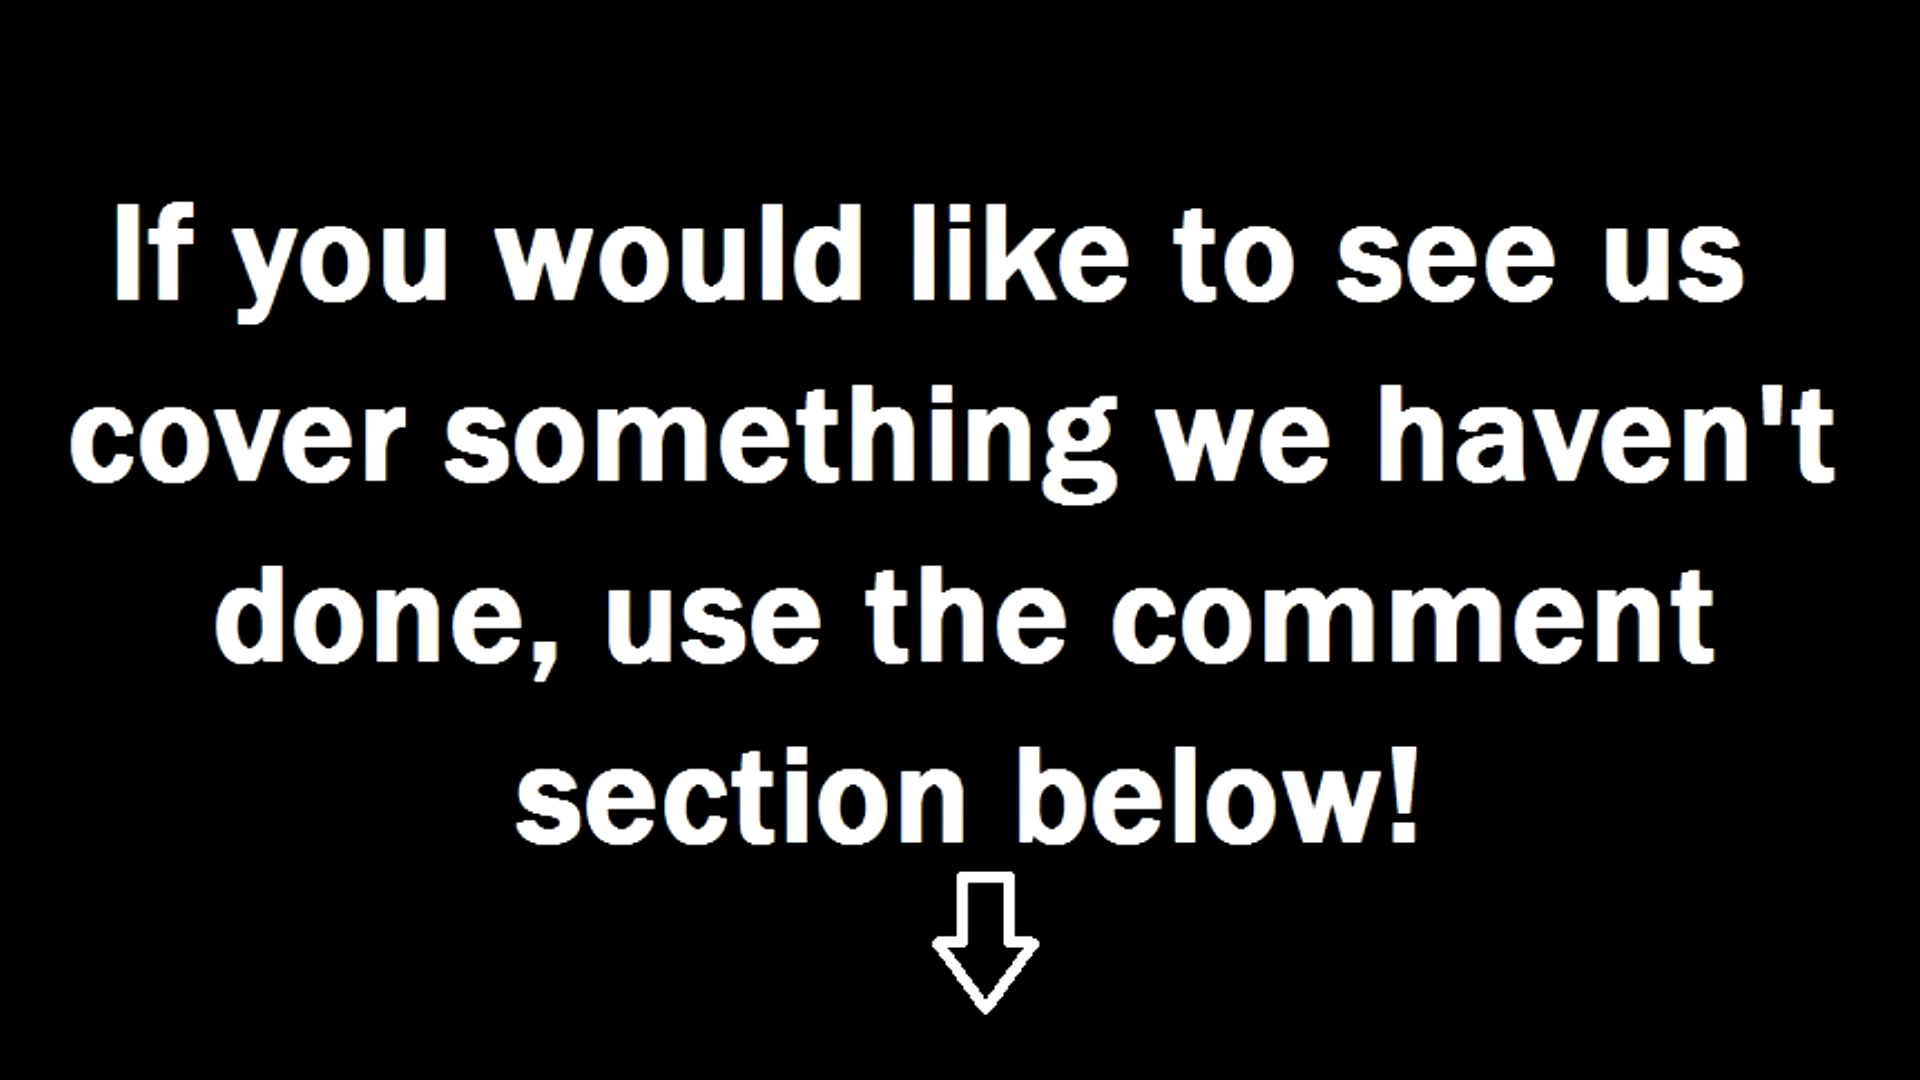 If you would like to see us
cover something we haven't
done, use the comment
section below!